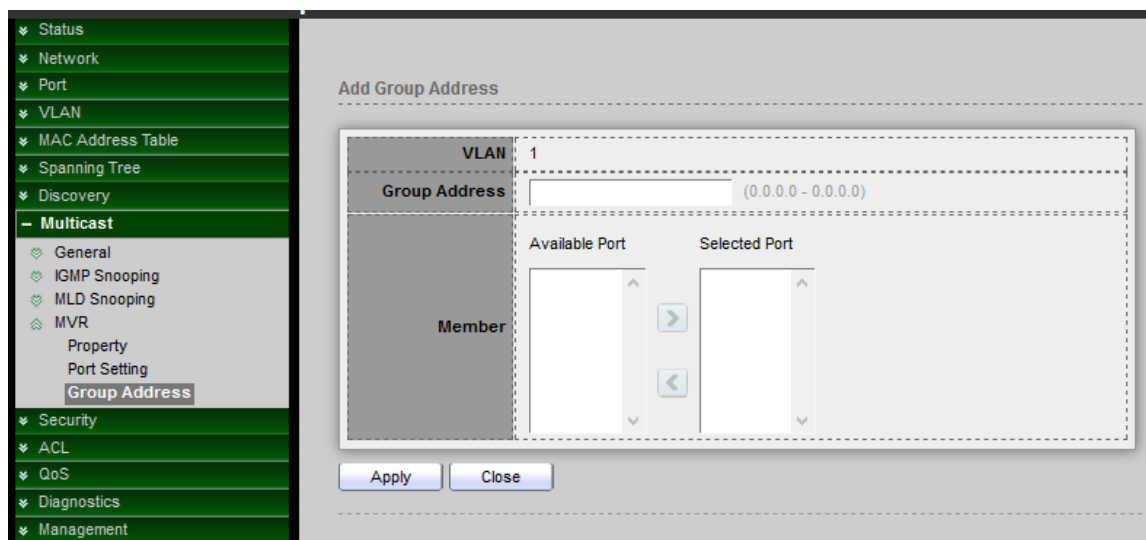 Status
Network
Port
VLAN
MAC Address Table
Spanning Tree
Discovery
Multicast
General
IGMP Snooping
MLD Snooping
MVR
Property
Port Setting
Group Address
Security
ACL
QoS
Diagnostics
Management
Add Group Address
VLAN 1
Group Address (0.0.0.0 - 0.0.0.0)
Available Port Selected Port
Member
Apply Close